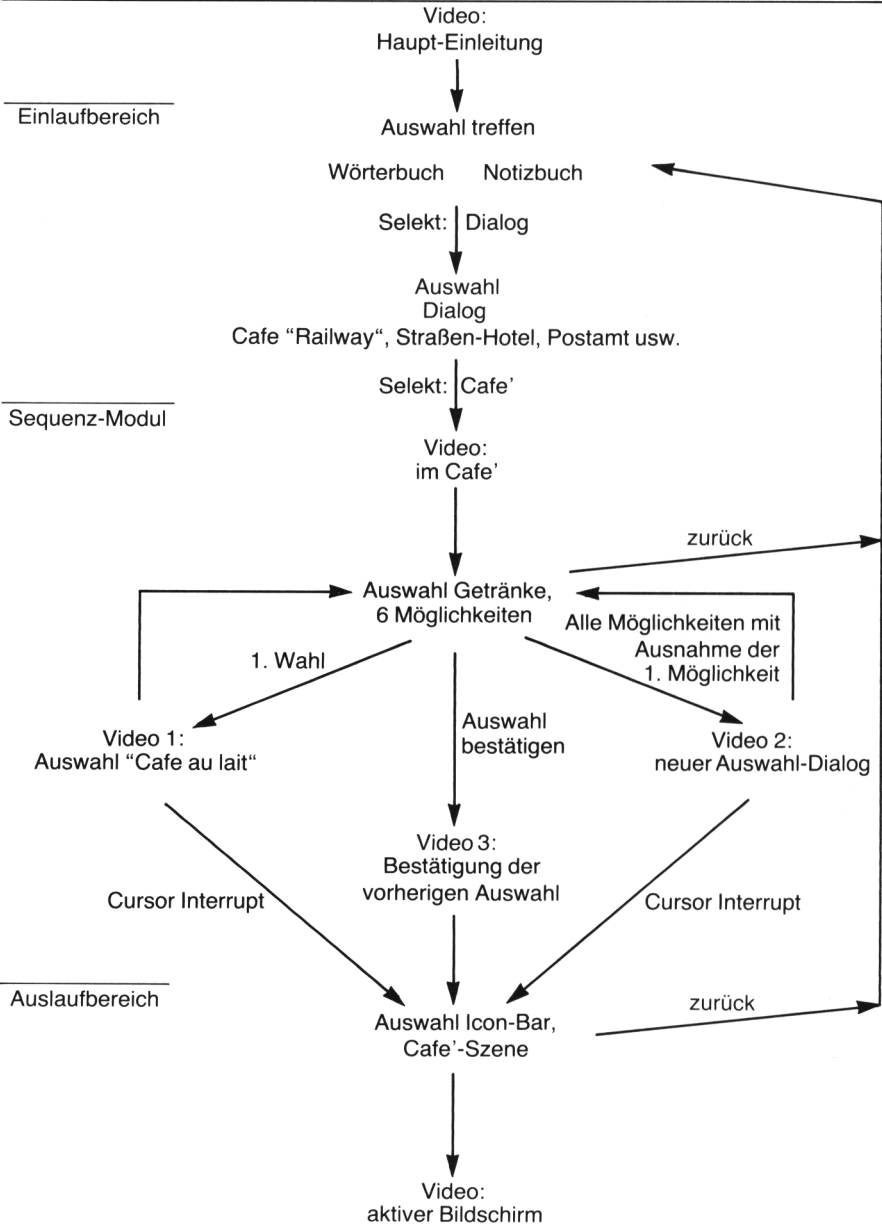 Video:
Haupt-Einleitung
Einlaufbereich
Auswahl treffen
Wörterbuch Notizbuch
Selekt: Dialog
Auswahl
Dialog
Cafe “Railway“, Straßen-Hotel, Postamt usw.
Selekt: Cafe’
Sequenz-Modul
Video:
im Cafe’
zurück
Auswahl Getränke,
6 Möglichkeiten
Alle Möglichkeiten mit
Ausnahme der
1. Möglichkeit
1. Wahl
Auswahl
bestätigen
Video 1:
Auswahl “Cafe au lait“
Video 2:
neuer Auswahl-Dialog
Video 3:
Bestätigung der
vorherigen Auswahl
Cursor Interrupt
Cursor Interrupt
Auslaufbereich
zurück
Auswahl Icon-Bar,
Cafe’-Szene
Video:
aktiver Bildschirm